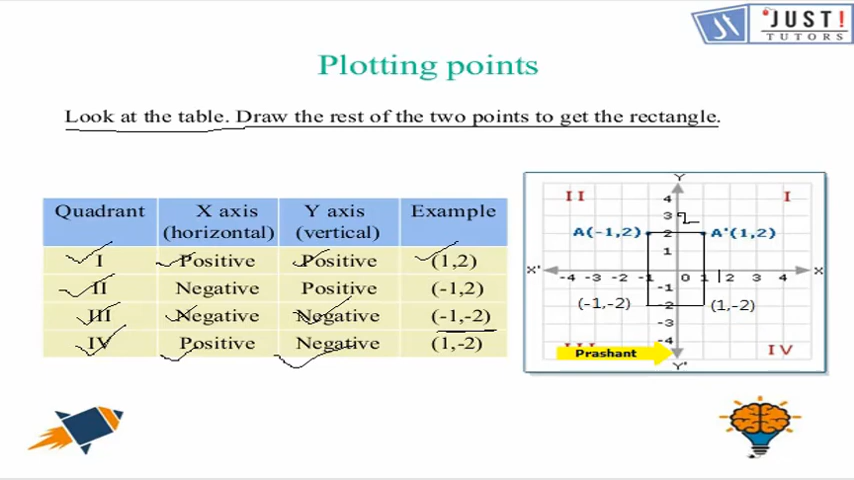 JUST!
TUTORS
Plotting points
Look at the table. Draw the rest of the two points to get the rectangle.
Quadrant X axis (horizontal) Y axis (vertical) Example
I Positive Positive (1,2)
II Negative Positive (-1,2)
III Negative Negative (-1,-2)
IV Positive Negative (1,-2)
Y
II 4 I
3 2
A(-1,2) 2 A'(1,2)
1
X' -4 -3 -2 -1 0 1 2 3 4 X
-1
(-1,-2) -2 (1,-2)
-3
-4
Prashant IV
Y'